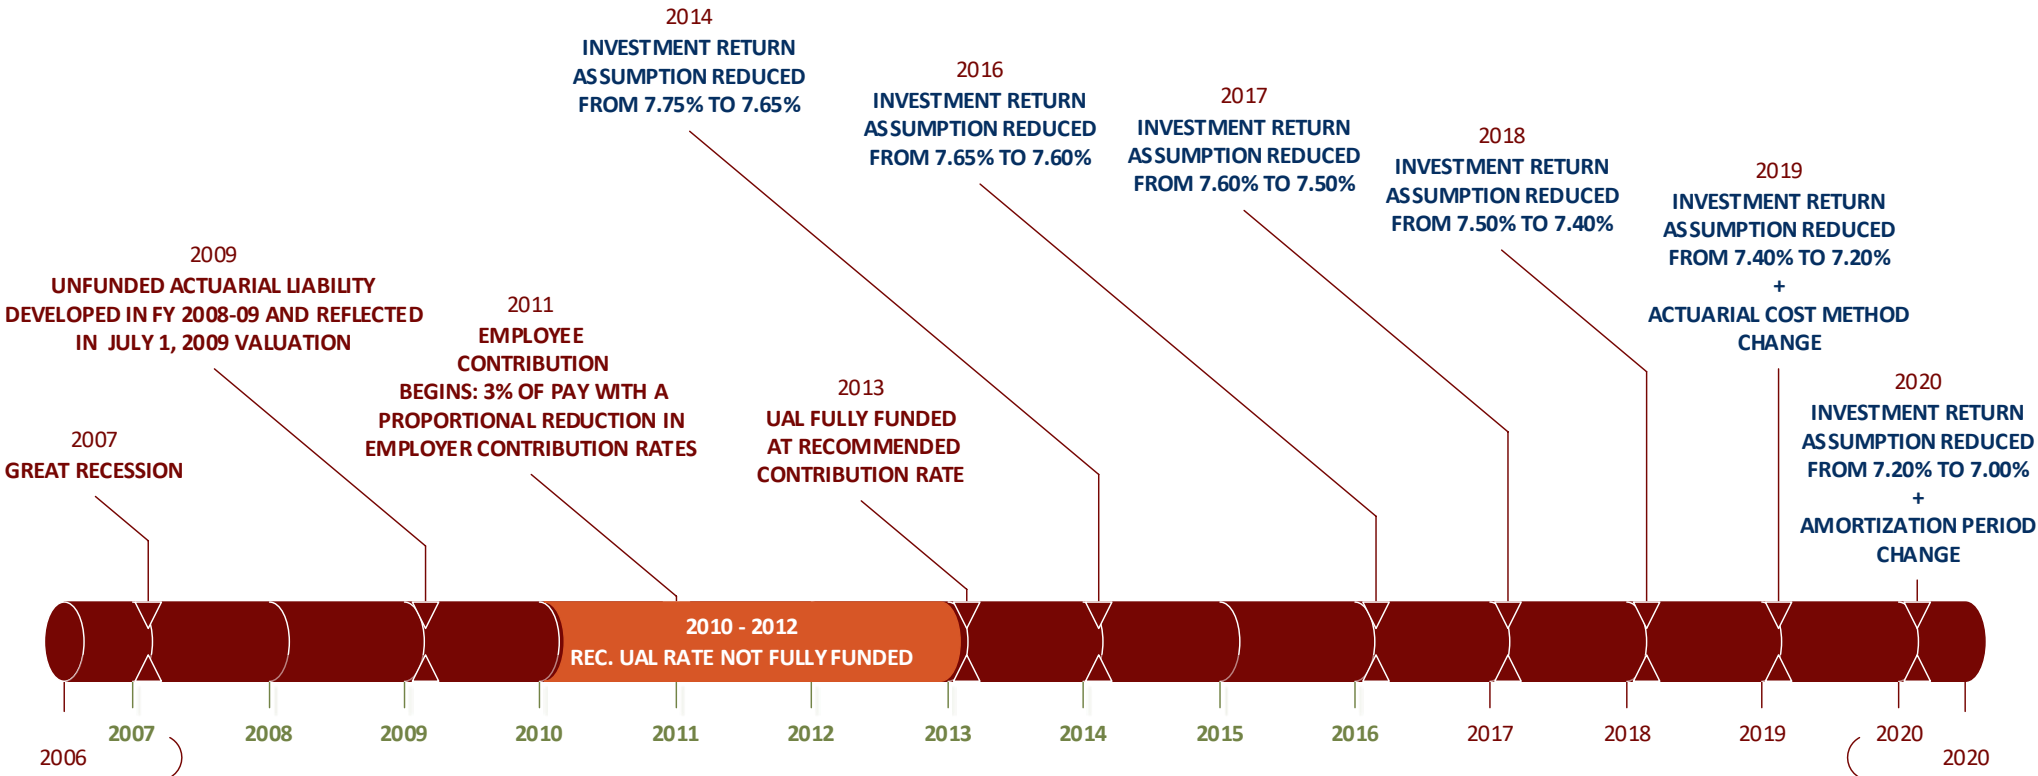 2014
INVESTMENT RETURN
ASSUMPTION REDUCED
FROM 7.75% TO 7.65%
2016
INVESTMENT RETURN
ASSUMPTION REDUCED
FROM 7.65% TO 7.60%
2017
INVESTMENT RETURN
ASSUMPTION REDUCED
FROM 7.60% TO 7.50%
2018
INVESTMENT RETURN
ASSUMPTION REDUCED
FROM 7.50% TO 7.40%
2019
INVESTMENT RETURN
ASSUMPTION REDUCED
FROM 7.40% TO 7.20%
+
ACTUARIAL COST METHOD
CHANGE
2009
UNFUNDED ACTUARIAL LIABILITY
DEVELOPED IN FY 2008-09 AND REFLECTED
IN JULY 1, 2009 VALUATION
2011
EMPLOYEE
CONTRIBUTION
BEGINS: 3% OF PAY WITH A
PROPORTIONAL REDUCTION IN
EMPLOYER CONTRIBUTION RATES
2013
UAL FULLY FUNDED
AT RECOMMENDED
CONTRIBUTION RATE
2020
INVESTMENT RETURN
ASSUMPTION REDUCED
FROM 7.20% TO 7.00%
+
AMORTIZATION PERIOD
CHANGE
2007
GREAT RECESSION
2010 - 2012
REC. UAL RATE NOT FULLY FUNDED
2007 2008 2009 2010 2011 2012 2013 2014 2015 2016 2017 2018 2019 2020
2006 2020